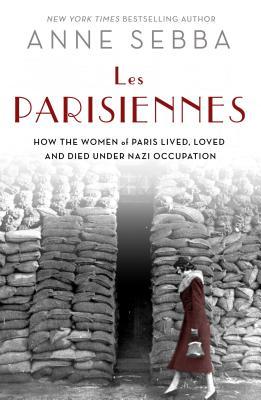 NEW YORK TIMES BESTSELLING AUTHOR
ANNE SEBBA
Les
PARISIENNES
HOW THE WOMEN of PARIS LIVED, LOVED
AND DIED UNDER NAZI OCCUPATION